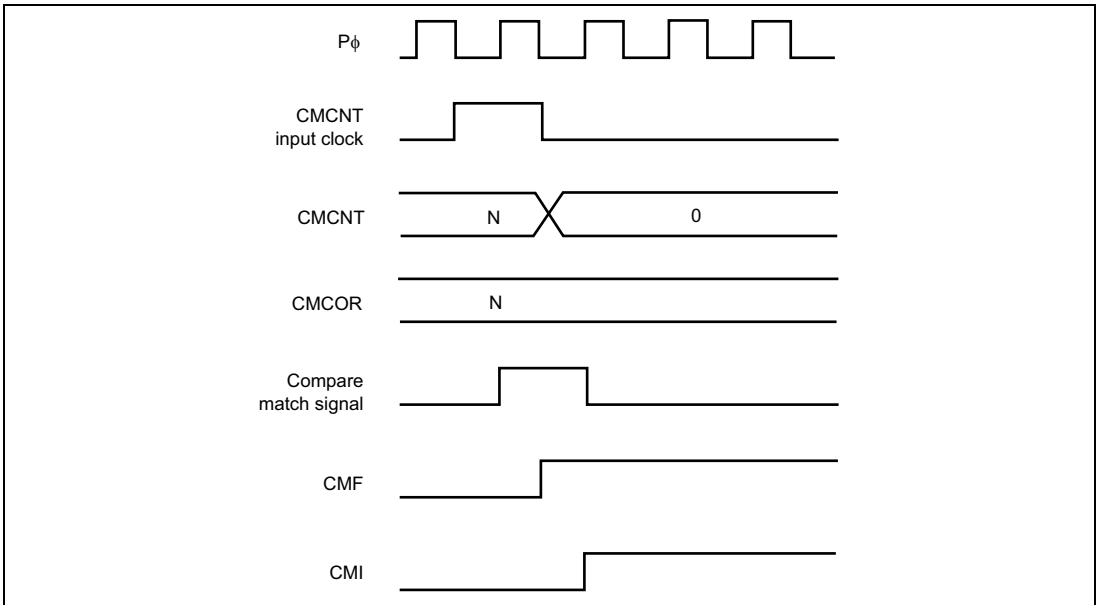 Pϕ
CMCNT
input clock
CMCNT
N
0
CMCOR
N
Compare
match signal
CMF
CMI